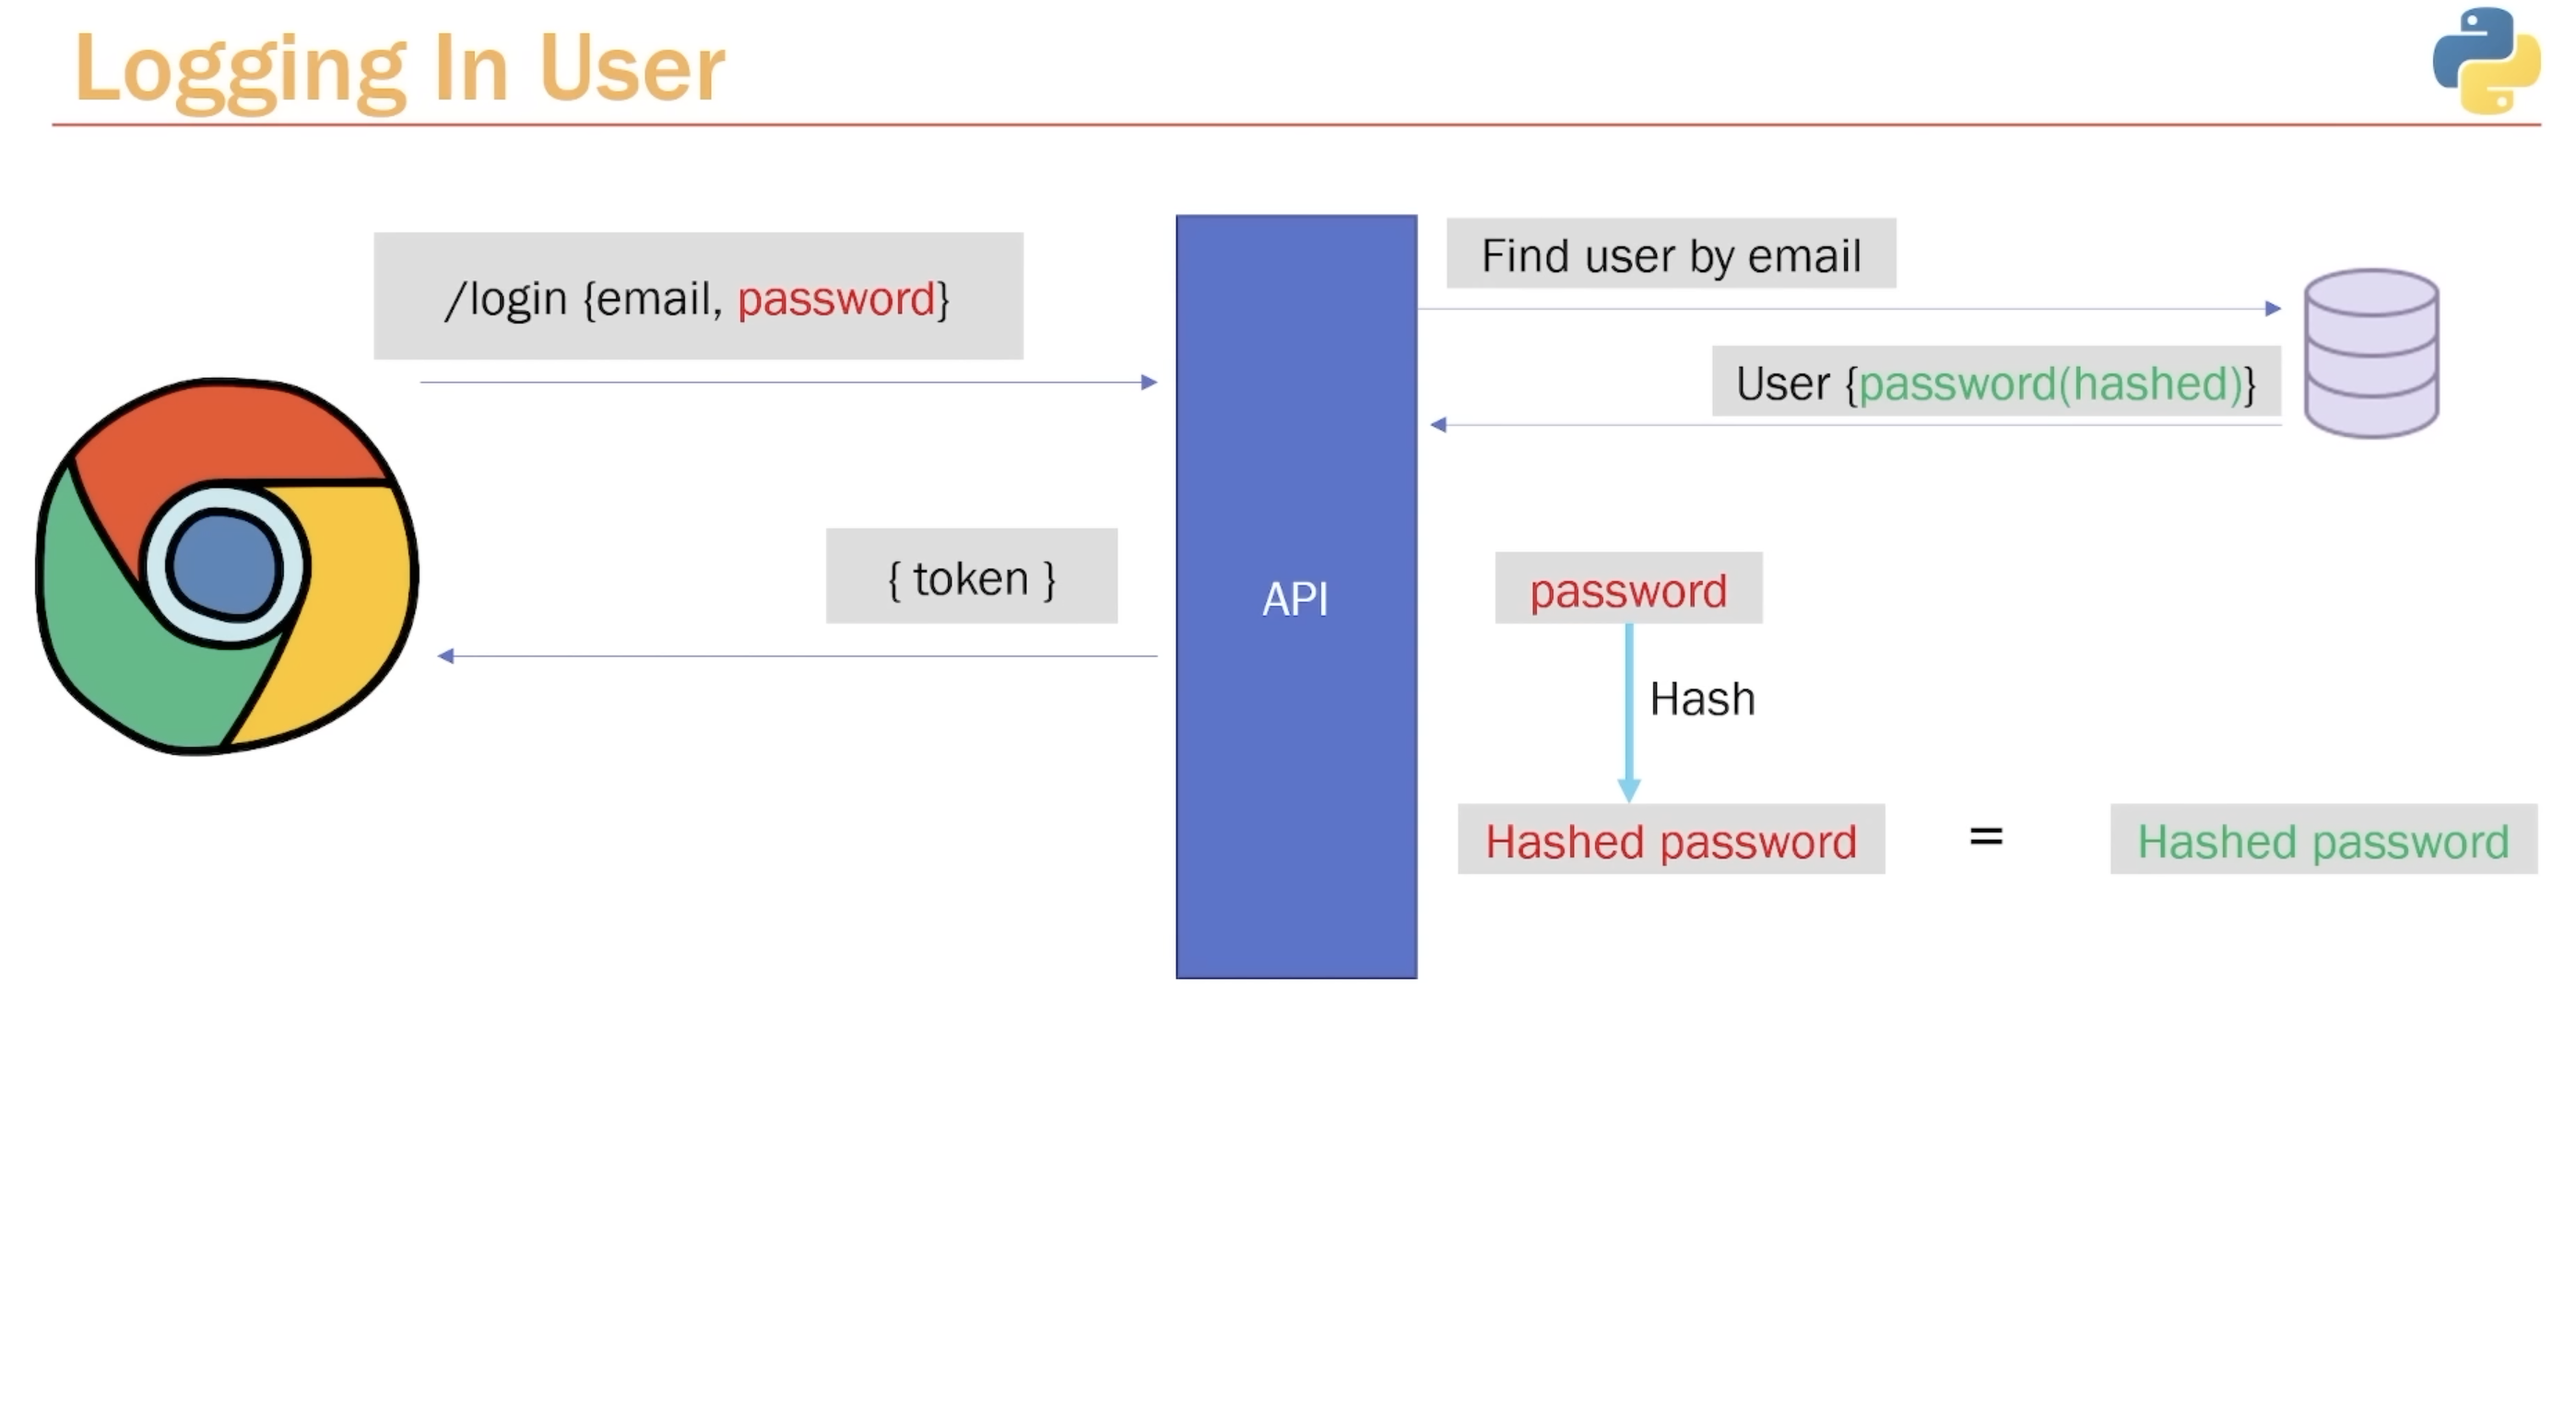 Logging In User
/login {email, password}
Find user by email
User {password(hashed)}
{ token }
API
password
Hash
Hashed password
=
Hashed password